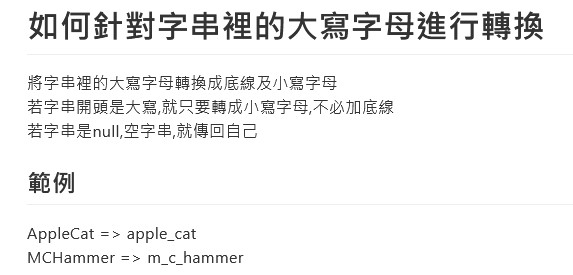 如何針對字串裡的大寫字母進行轉換
將字串裡的大寫字母轉換成底線及小寫字母
若字串開頭是大寫,就只要轉成小寫字母,不必加底線
若字串是null,空字串,就傳回自己
範例
AppleCat => apple_cat
MCHammer => m_c_hammer